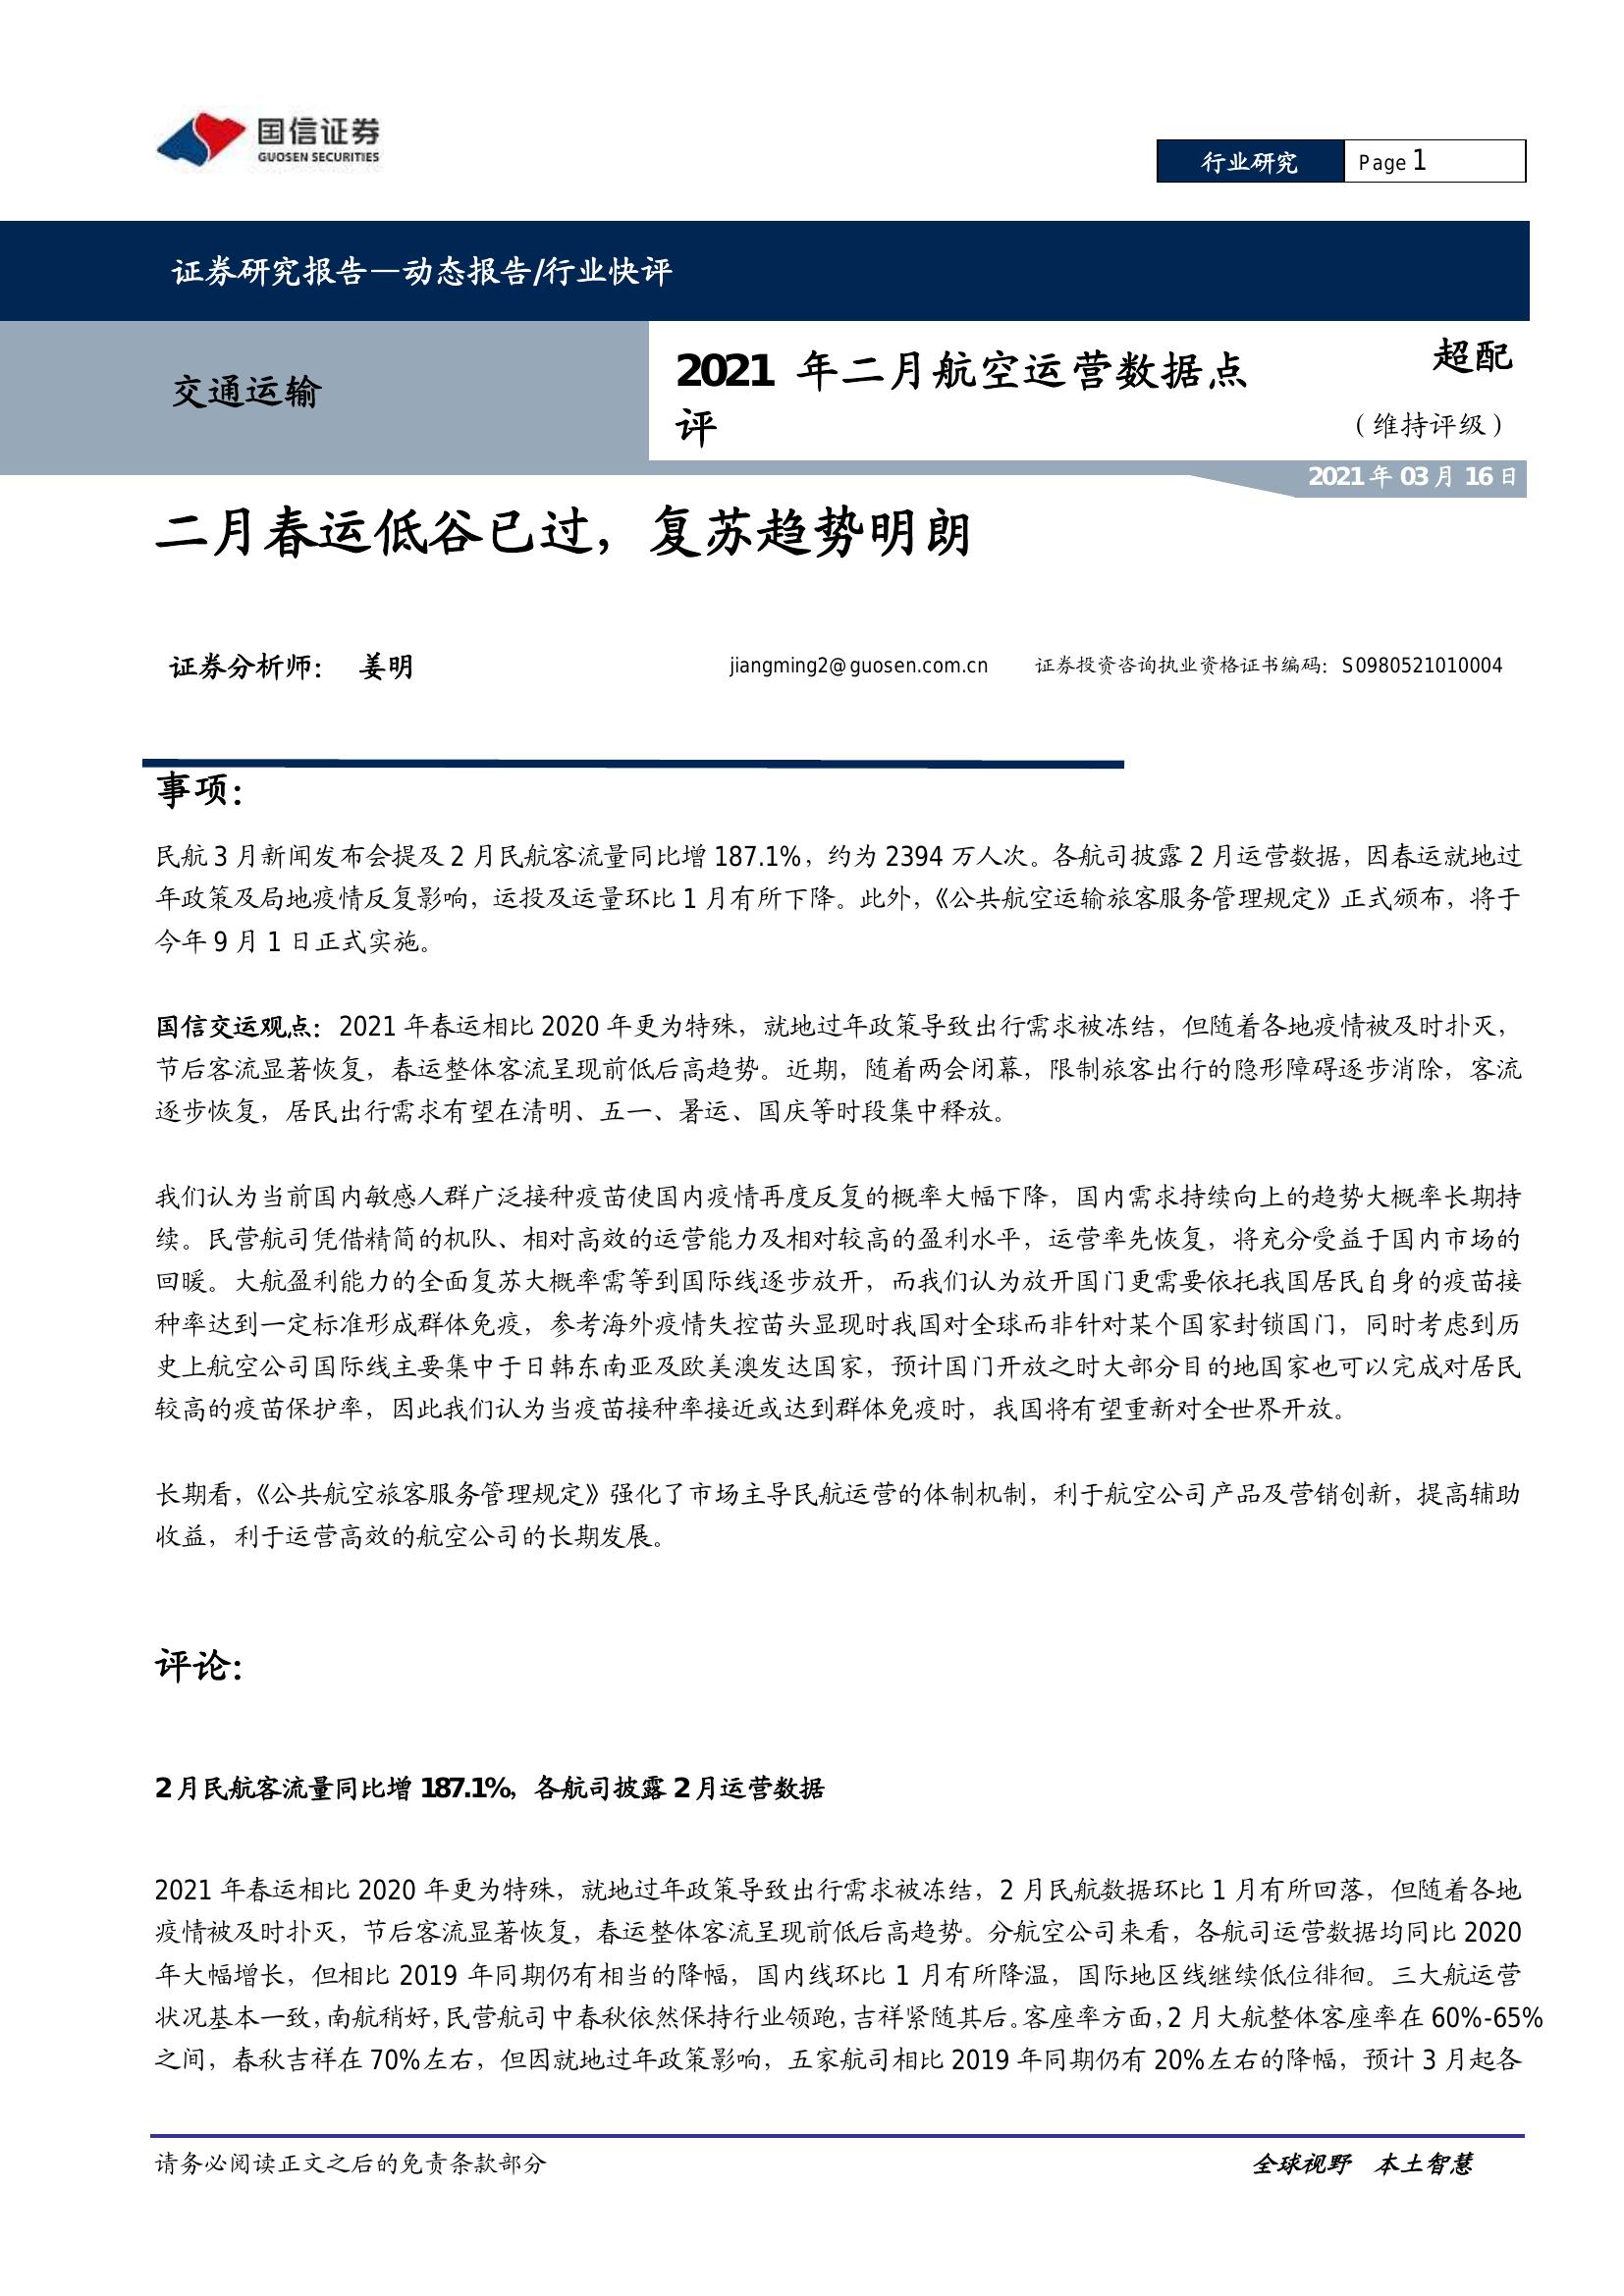 国信证券
GUOSEN SECURITIES
行业研究 Page 1
证券研究报告—动态报告/行业快评
交通运输
2021 年二月航空运营数据点
评
超配
（维持评级）
2021 年 03 月 16 日
二月春运低谷已过，复苏趋势明朗
证券分析师： 姜明 jiangming2@guosen.com.cn 证券投资咨询执业资格证书编码：S0980521010004
事项：
民航 3 月新闻发布会提及 2 月民航客流量同比增 187.1%，约为 2394 万人次。各航司披露 2 月运营数据，因春运就地过
年政策及局地疫情反复影响，运投及运量环比 1 月有所下降。此外，《公共航空运输旅客服务管理规定》正式颁布，将于
今年 9 月 1 日正式实施。
国信交运观点：2021 年春运相比 2020 年更为特殊，就地过年政策导致出行需求被冻结，但随着各地疫情被及时扑灭，
节后客流显著恢复，春运整体客流呈现前低后高趋势。近期，随着两会闭幕，限制旅客出行的隐形障碍逐步消除，客流
逐步恢复，居民出行需求有望在清明、五一、暑运、国庆等时段集中释放。
我们认为当前国内敏感人群广泛接种疫苗使国内疫情再度反复的概率大幅下降，国内需求持续向上的趋势大概率长期持
续。民营航司凭借精简的机队、相对高效的运营能力及相对较高的盈利水平，运营率先恢复，将充分受益于国内市场的
回暖。大航盈利能力的全面复苏大概率需等到国际线逐步放开，而我们认为放开国门更需要依托我国居民自身的疫苗接
种率达到一定标准形成群体免疫，参考海外疫情失控苗头显现时我国对全球而非针对某个国家封锁国门，同时考虑到历
史上航空公司国际线主要集中于日韩东南亚及欧美澳发达国家，预计国门开放之时大部分目的地国家也可以完成对居民
较高的疫苗保护率，因此我们认为当疫苗接种率接近或达到群体免疫时，我国将有望重新对全世界开放。
长期看，《公共航空旅客服务管理规定》强化了市场主导民航运营的体制机制，利于航空公司产品及营销创新，提高辅助
收益，利于运营高效的航空公司的长期发展。
评论：
2 月民航客流量同比增 187.1%，各航司披露 2 月运营数据
2021 年春运相比 2020 年更为特殊，就地过年政策导致出行需求被冻结，2 月民航数据环比 1 月有所回落，但随着各地
疫情被及时扑灭，节后客流显著恢复，春运整体客流呈现前低后高趋势。分航空公司来看，各航司运营数据均同比 2020
年大幅增长，但相比 2019 年同期仍有相当的降幅，国内线环比 1 月有所降温，国际地区线继续低位徘徊。三大航运营
状况基本一致，南航稍好，民营航司中春秋依然保持行业领跑，吉祥紧随其后。客座率方面，2 月大航整体客座率在 60%-65%
之间，春秋吉祥在 70%左右，但因就地过年政策影响，五家航司相比 2019 年同期仍有 20%左右的降幅，预计 3 月起各
请务必阅读正文之后的免责条款部分 全球视野 本土智慧